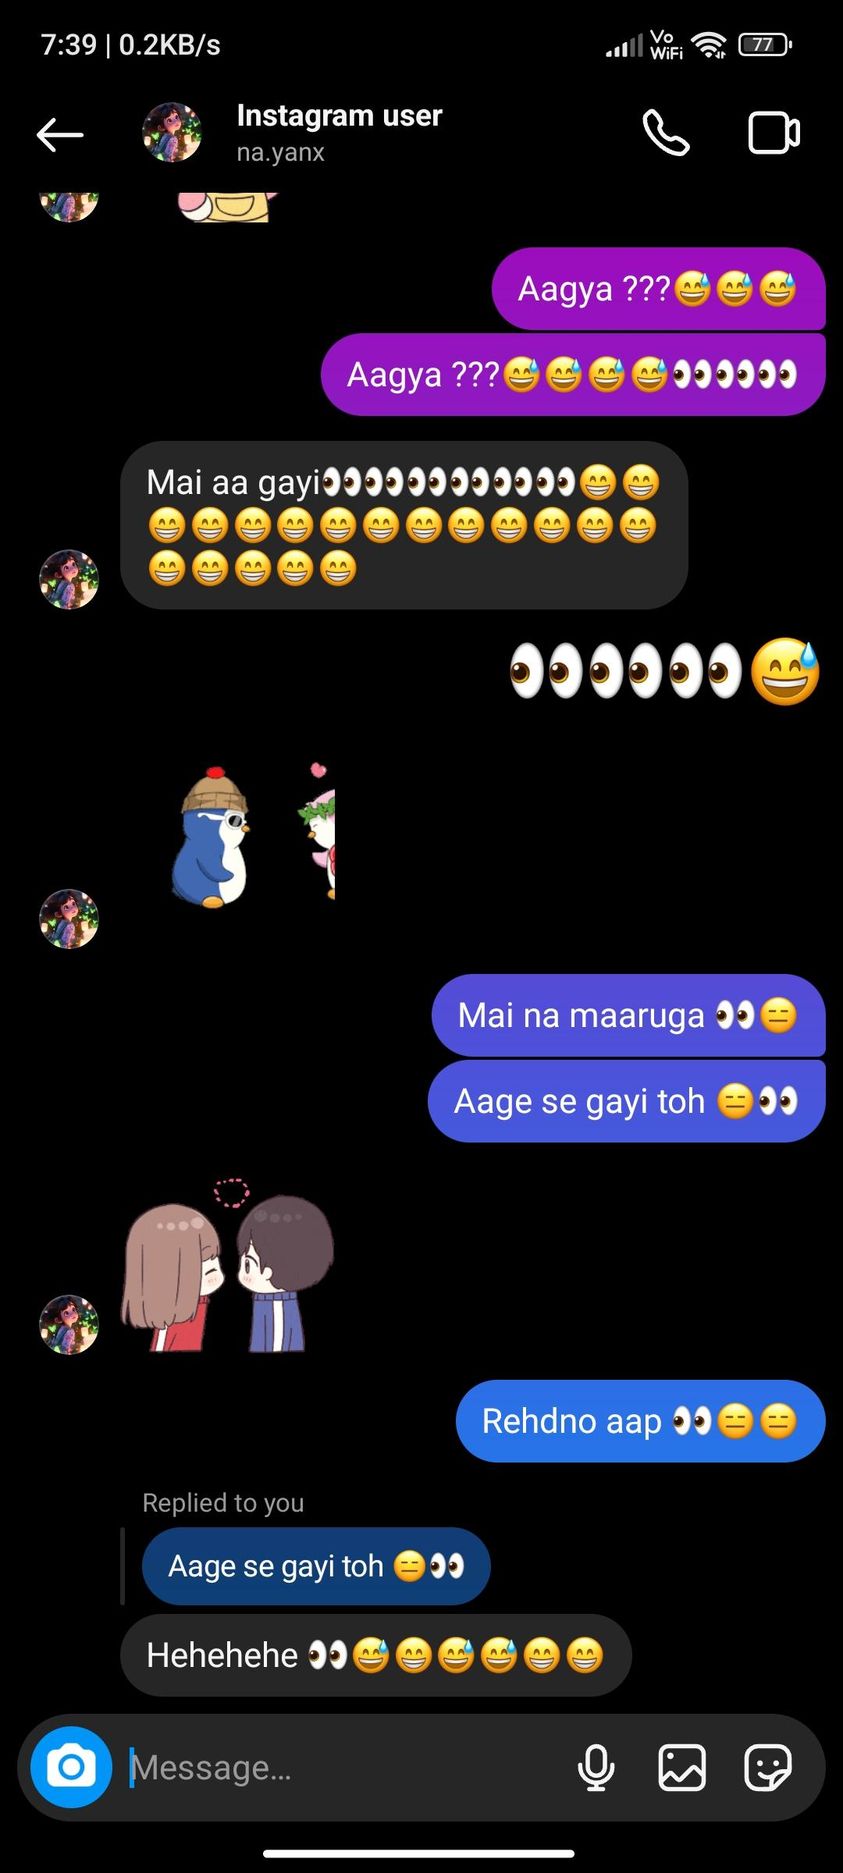 7:39 | 0.2KB/s
Vo
WiFi
77
Instagram user
na.yanx
Aagya ???😅😅😅
Aagya ???😅😅😅😅👀👀👀
Mai aa gayi👀👀👀👀👀👀😁😁
😁😁😁😁😁😁😁😁😁😁😁😁
😁😁😁😁😁
👀👀👀😅
Mai na maaruga 👀😑
Aage se gayi toh 😑👀
Rehdno aap 👀😑😑
Replied to you
Aage se gayi toh 😑👀
Hehehehe 👀😅😁😅😅😁😁
Message...